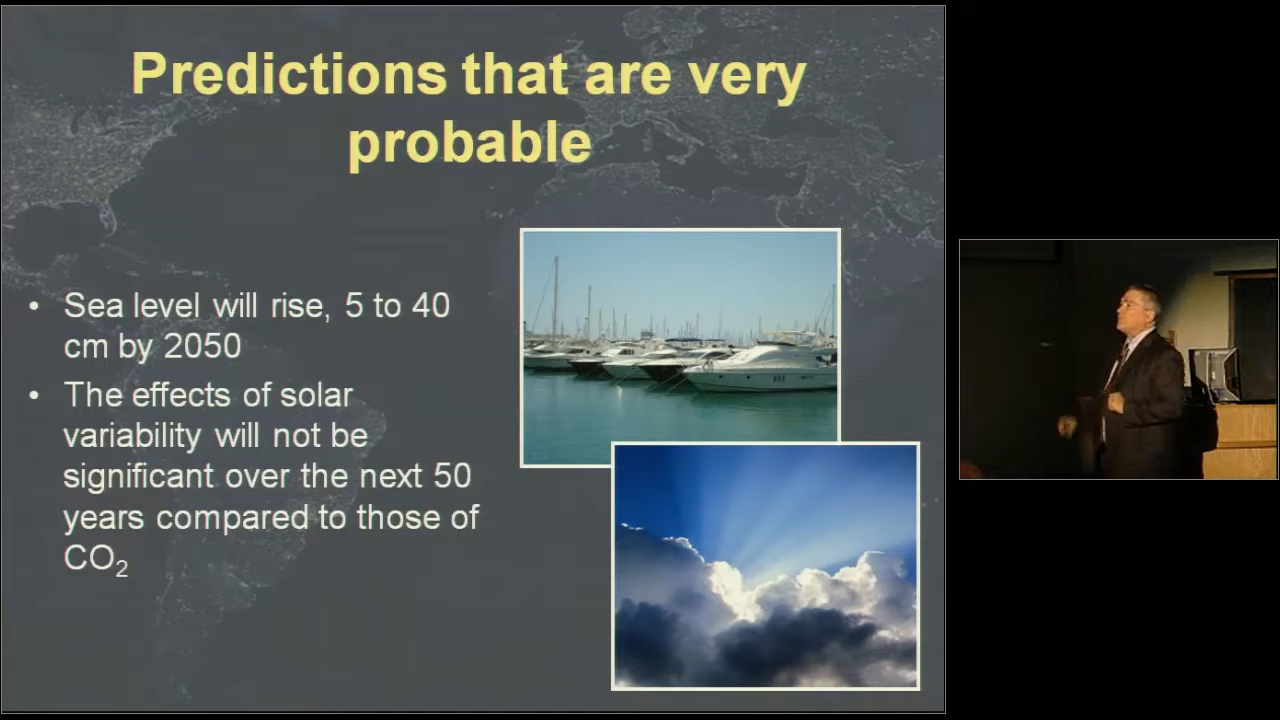 Predictions that are very
probable
• Sea level will rise, 5 to 40
cm by 2050
• The effects of solar
variability will not be
significant over the next 50
years compared to those of
CO₂